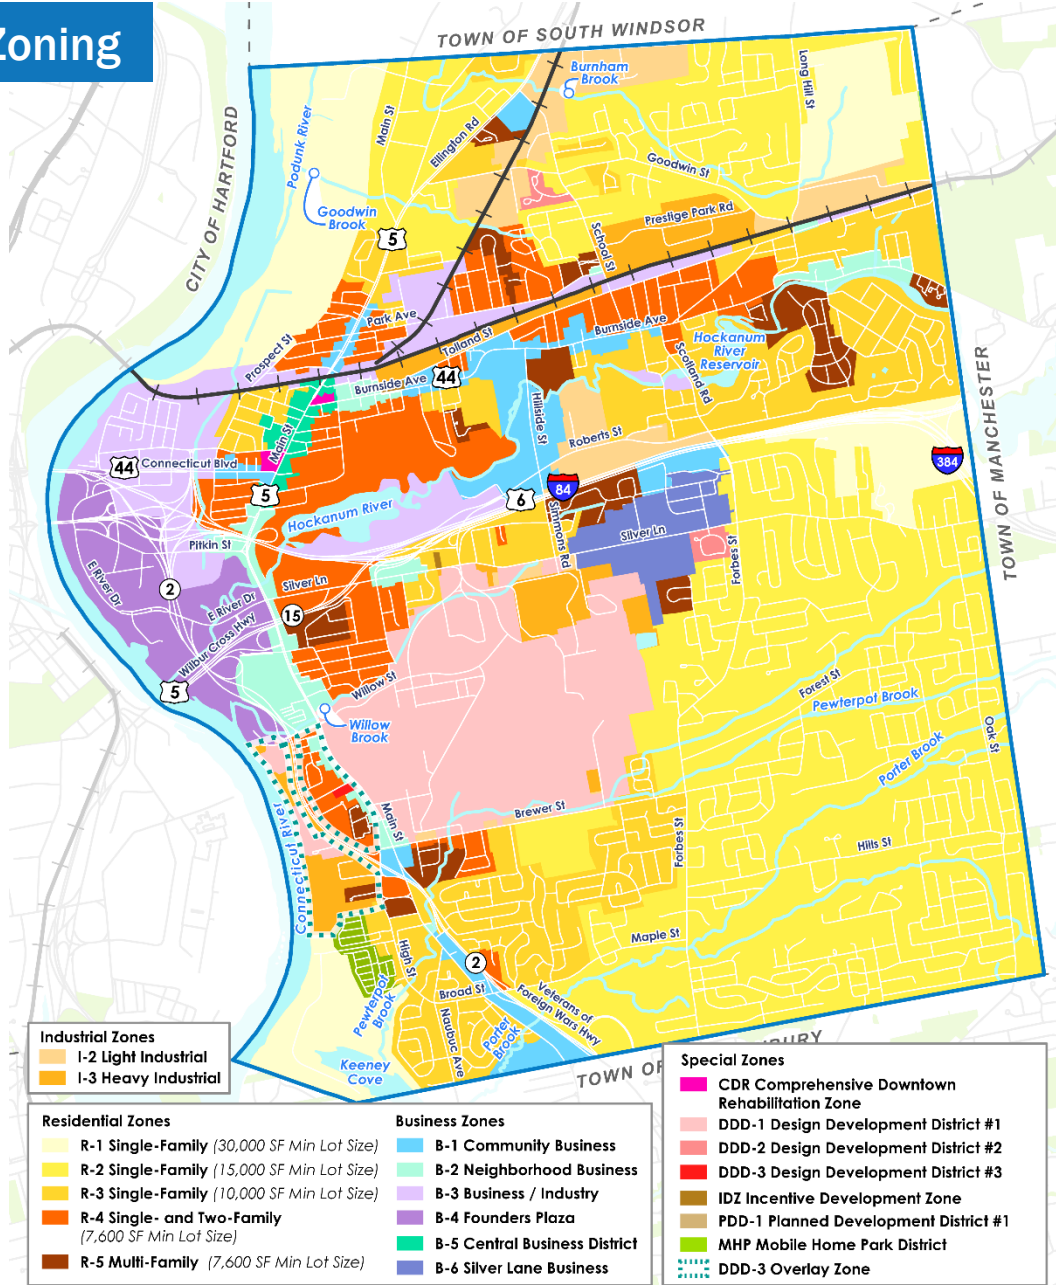 Zoning
TOWN OF SOUTH WINDSOR
Burnham
Brook
Long Hill St
CITY OF HARTFORD
Podunk River
Main St
Ellington Rd
Goodwin St
Goodwin
Brook
5
Prestige Park Rd
School St
Park Ave
Prospect St
Tolland St
Burnside Ave
Hockanum
River
Reservoir
Burnside Ave
44
Scotland Rd
TOWN OF MANCHESTER
Hillside St
Main St
Roberts St
44
Connecticut Blvd
384
5
6
84
Hockanum River
Simmons Rd
Silver Ln
Pitkin St
Forbes St
E River Dr
2
Silver Ln
E River Dr
15
Wilbur Cross Hwy
5
Willow St
Forest St
Pewterpot Brook
Willow
Brook
Oak St
Porter Brook
Connecticut River
Main St
Brewer St
Forbes St
Hills St
Maple St
High St
2
Pewterpot
Brook
Broad St
Veterans of
Foreign Wars Hwy
Naubuc Ave
Porter
Brook
Keeney
Cove
TOWN OF
BURY
Industrial Zones
I-2 Light Industrial
I-3 Heavy Industrial
Residential Zones
R-1 Single-Family (30,000 SF Min Lot Size)
R-2 Single-Family (15,000 SF Min Lot Size)
R-3 Single-Family (10,000 SF Min Lot Size)
R-4 Single- and Two-Family
(7,600 SF Min Lot Size)
R-5 Multi-Family (7,600 SF Min Lot Size)
Business Zones
B-1 Community Business
B-2 Neighborhood Business
B-3 Business / Industry
B-4 Founders Plaza
B-5 Central Business District
B-6 Silver Lane Business
Special Zones
CDR Comprehensive Downtown
Rehabilitation Zone
DDD-1 Design Development District #1
DDD-2 Design Development District #2
DDD-3 Design Development District #3
IDZ Incentive Development Zone
PDD-1 Planned Development District #1
MHP Mobile Home Park District
DDD-3 Overlay Zone